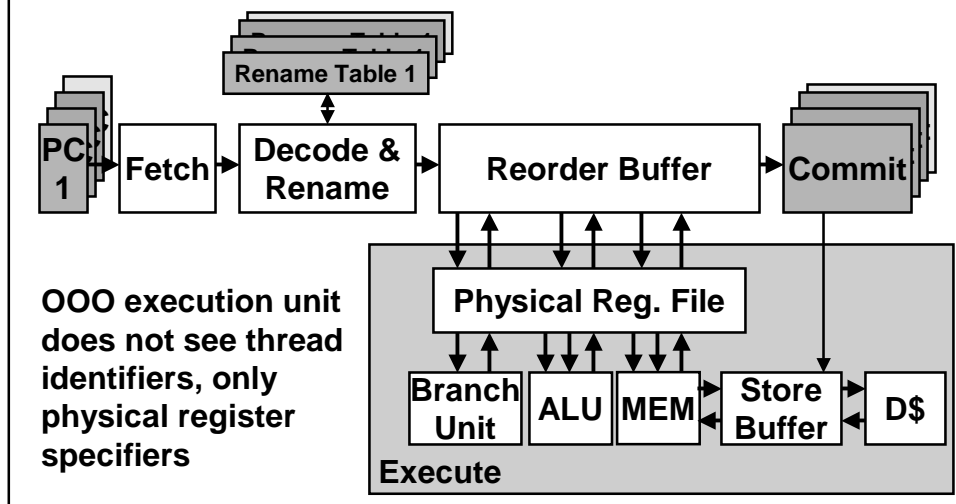 Rename Table 1
PC
1
Fetch
Decode &
Rename
Reorder Buffer
Commit
OOO execution unit
does not see thread
identifiers, only
physical register
specifiers
Physical Reg. File
Branch
Unit
ALU
MEM
Store
Buffer
D$
Execute